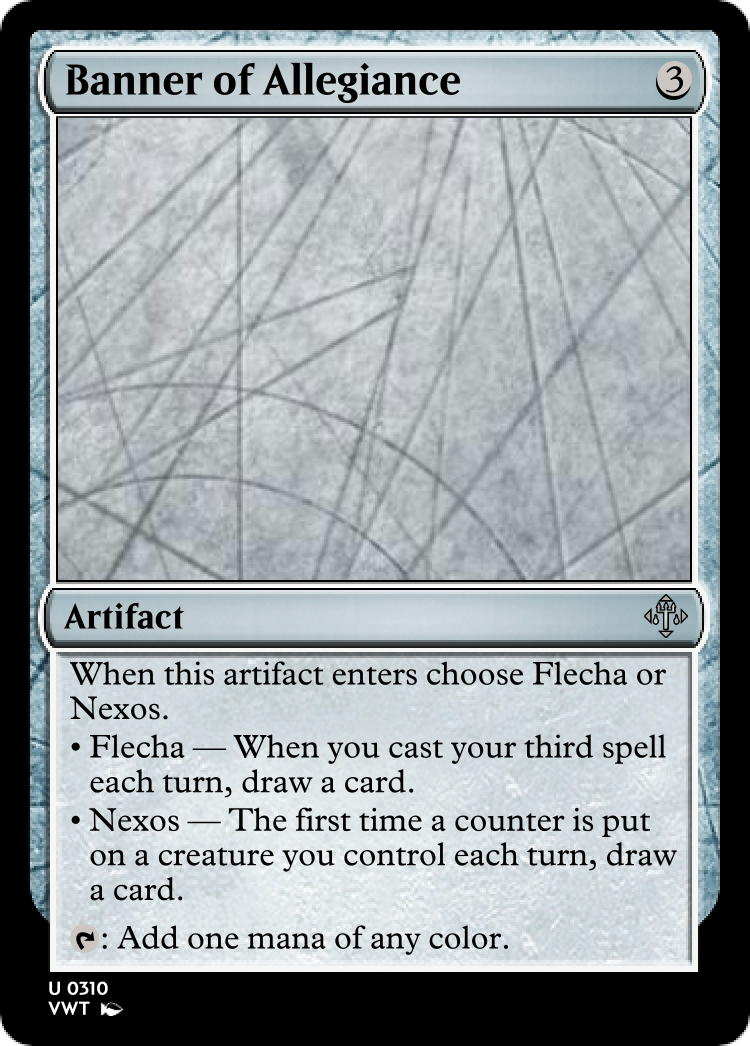 Banner of Allegiance 3
Artifact
When this artifact enters choose Flecha or
Nexos.
• Flecha — When you cast your third spell
each turn, draw a card.
• Nexos — The first time a counter is put
on a creature you control each turn, draw
a card.
: Add one mana of any color.
U 0310
VWT